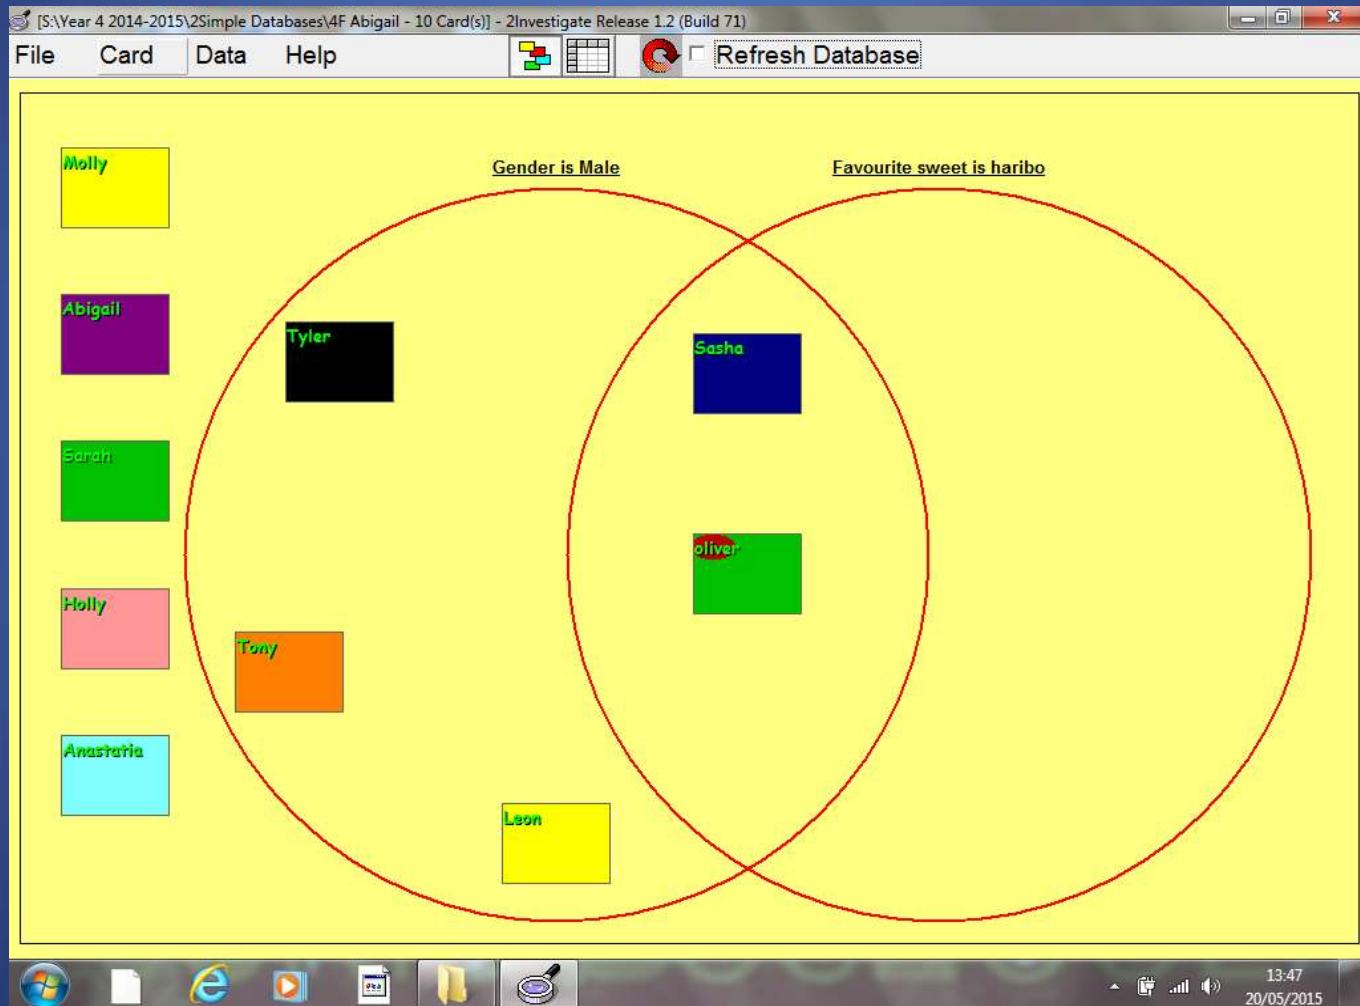 [S:\Year 4 2014-2015\2Simple Databases\4F Abigail - 10 Card(s)] - 2Investigate Release 1.2 (Build 71)
File Card Data Help Refresh Database
Gender is Male Favourite sweet is haribo
Molly
Abigail
Tyler
Sasha
Sarah
oliver
Holly
Tony
Anastatia
Leon
13:47
20/05/2015